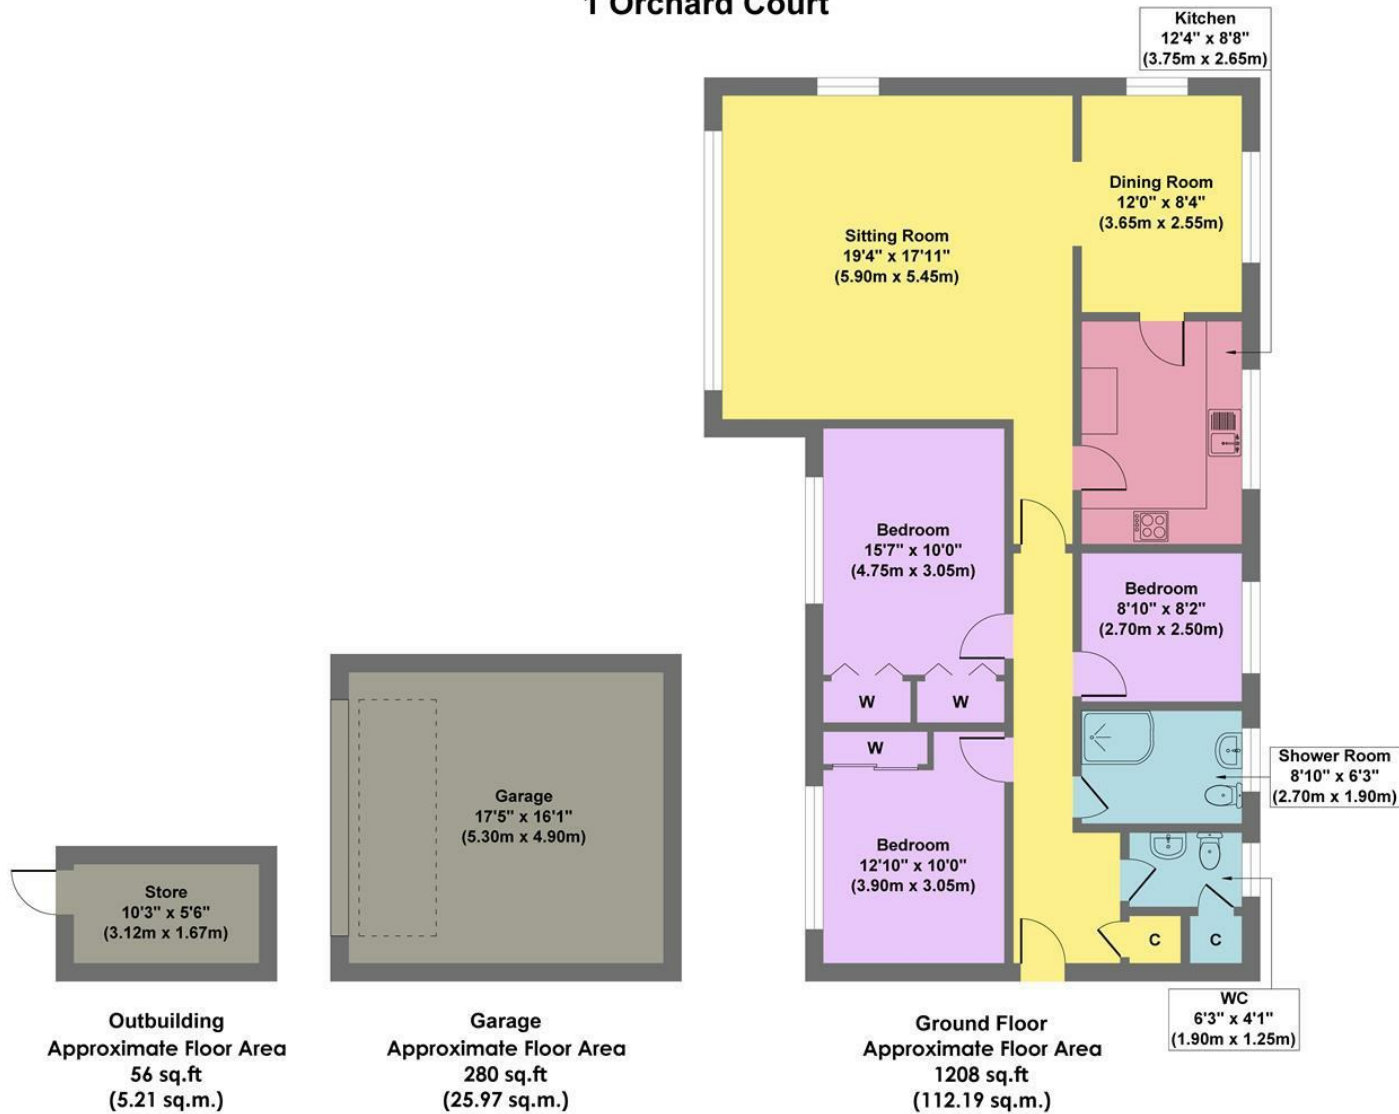 1 Orchard Court
Kitchen
12'4" x 8'8"
(3.75m x 2.65m)
Dining Room
12'0" x 8'4"
(3.65m x 2.55m)
Sitting Room
19'4" x 17'11"
(5.90m x 5.45m)
Bedroom
15'7" x 10'0"
(4.75m x 3.05m)
Bedroom
8'10" x 8'2"
(2.70m x 2.50m)
W
W
W
Shower Room
8'10" x 6'3"
(2.70m x 1.90m)
Garage
17'5" x 16'1"
(5.30m x 4.90m)
Bedroom
12'10" x 10'0"
(3.90m x 3.05m)
Store
10'3" x 5'6"
(3.12m x 1.67m)
C
C
WC
6'3" x 4'1"
(1.90m x 1.25m)
Outbuilding
Approximate Floor Area
56 sq.ft
(5.21 sq.m.)
Garage
Approximate Floor Area
280 sq.ft
(25.97 sq.m.)
Ground Floor
Approximate Floor Area
1208 sq.ft
(112.19 sq.m.)